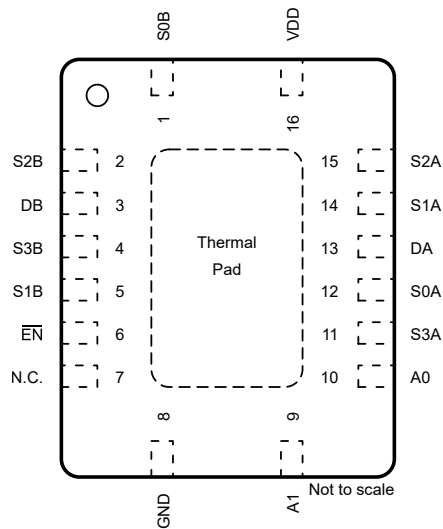 S0B
VDD
1
16
S2B 2 15 S2A
DB 3 14 S1A
S3B 4 13 DA
S1B 5 12 S0A
E̅N̅ 6 11 S3A
N.C. 7 10 A0
Thermal
Pad
8
9
GND
A1
Not to scale